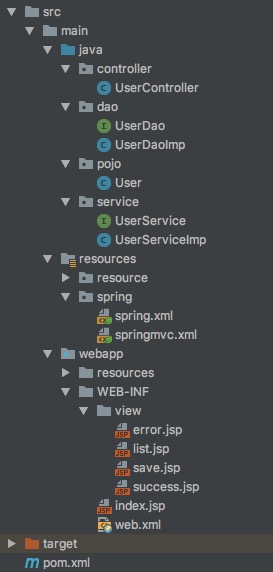 src
main
java
controller
UserController
dao
UserDao
UserDaoImp
pojo
User
service
UserService
UserServiceImp
resources
resource
spring
spring.xml
springmvc.xml
webapp
resources
WEB-INF
view
error.jsp
list.jsp
save.jsp
success.jsp
index.jsp
web.xml
target
pom.xml